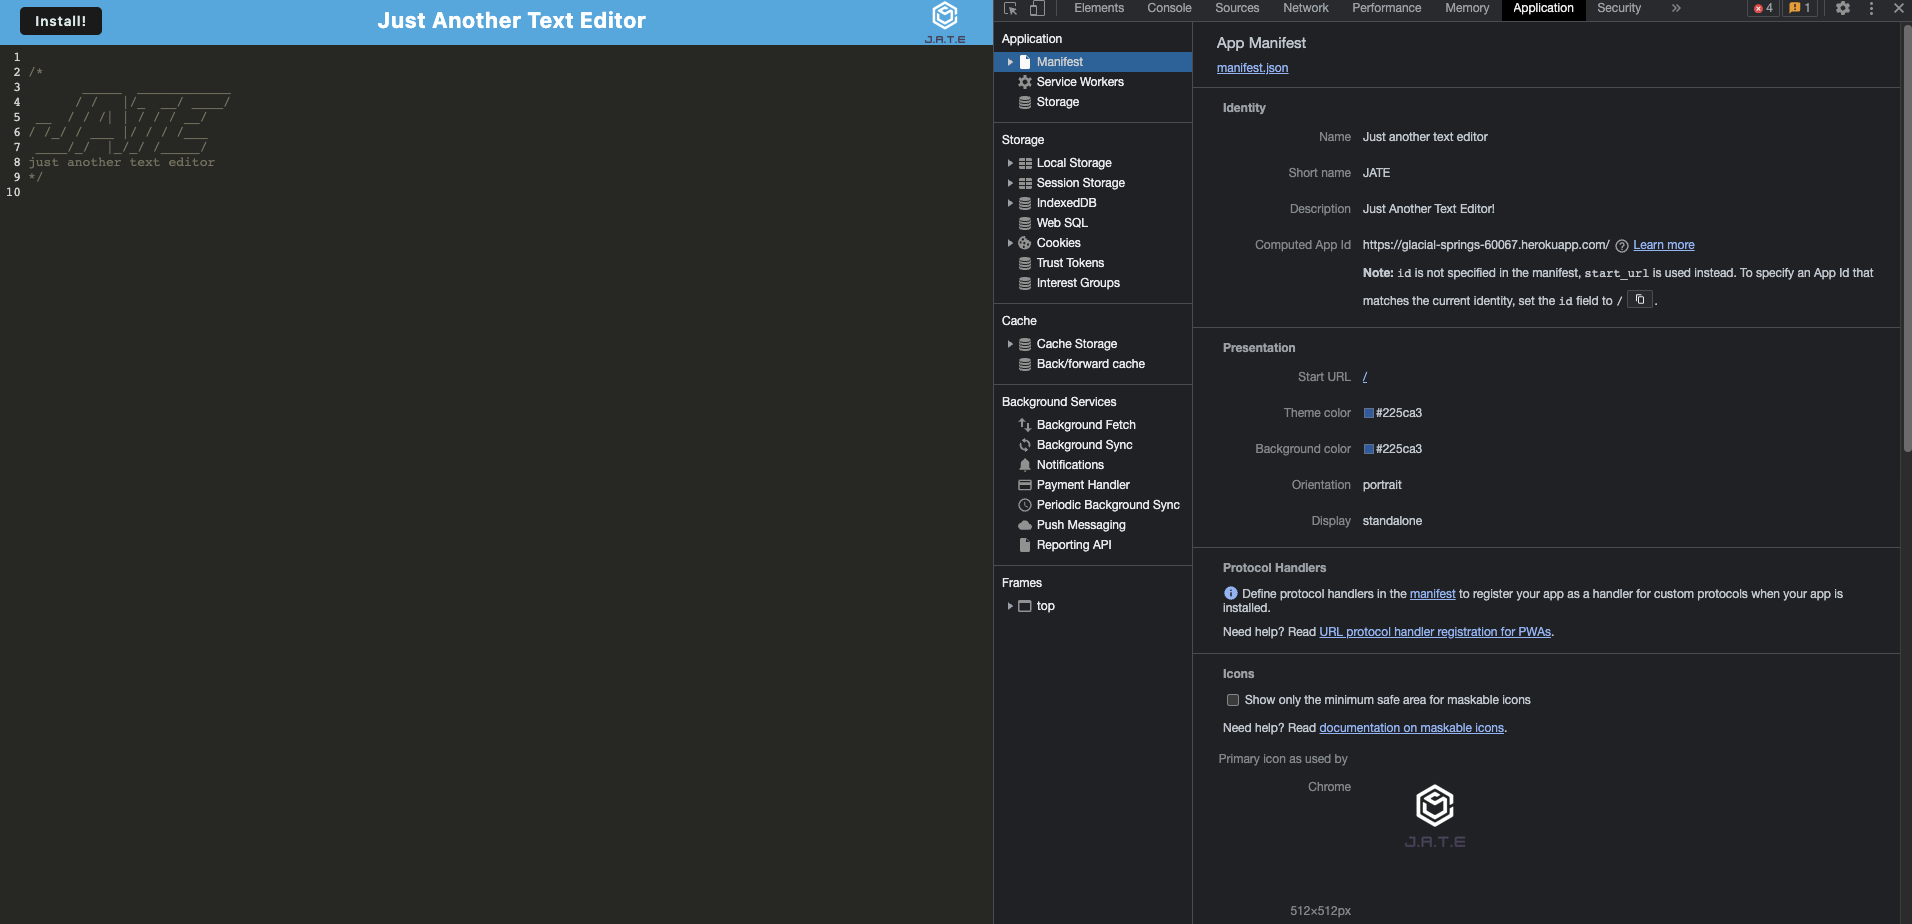 Install!
Just Another Text Editor
J.A.T.E
1
2 /*
3         _____  ____________
4        / /   |/_  __/ ____/
5   __  / / /| | / / / __/
6  / /_/ / ___ |/ / / /___
7  ____/_/  |_/_/ /_____/
8 just another text editor
9 */
10
Elements Console Sources Network Performance Memory Application Security » 4 1
Application
Manifest
Service Workers
Storage
Storage
Local Storage
Session Storage
IndexedDB
Web SQL
Cookies
Trust Tokens
Interest Groups
Cache
Cache Storage
Back/forward cache
Background Services
Background Fetch
Background Sync
Notifications
Payment Handler
Periodic Background Sync
Push Messaging
Reporting API
Frames
top
App Manifest
manifest.json
Identity
Name Just another text editor
Short name JATE
Description Just Another Text Editor!
Computed App Id https://glacial-springs-60067.herokuapp.com/ Learn more
Note: id is not specified in the manifest, start_url is used instead. To specify an App Id that
matches the current identity, set the id field to / .
Presentation
Start URL /
Theme color #225ca3
Background color #225ca3
Orientation portrait
Display standalone
Protocol Handlers
Define protocol handlers in the manifest to register your app as a handler for custom protocols when your app is
installed.
Need help? Read URL protocol handler registration for PWAs.
Icons
Show only the minimum safe area for maskable icons
Need help? Read documentation on maskable icons.
Primary icon as used by
Chrome
J.A.T.E
512×512px